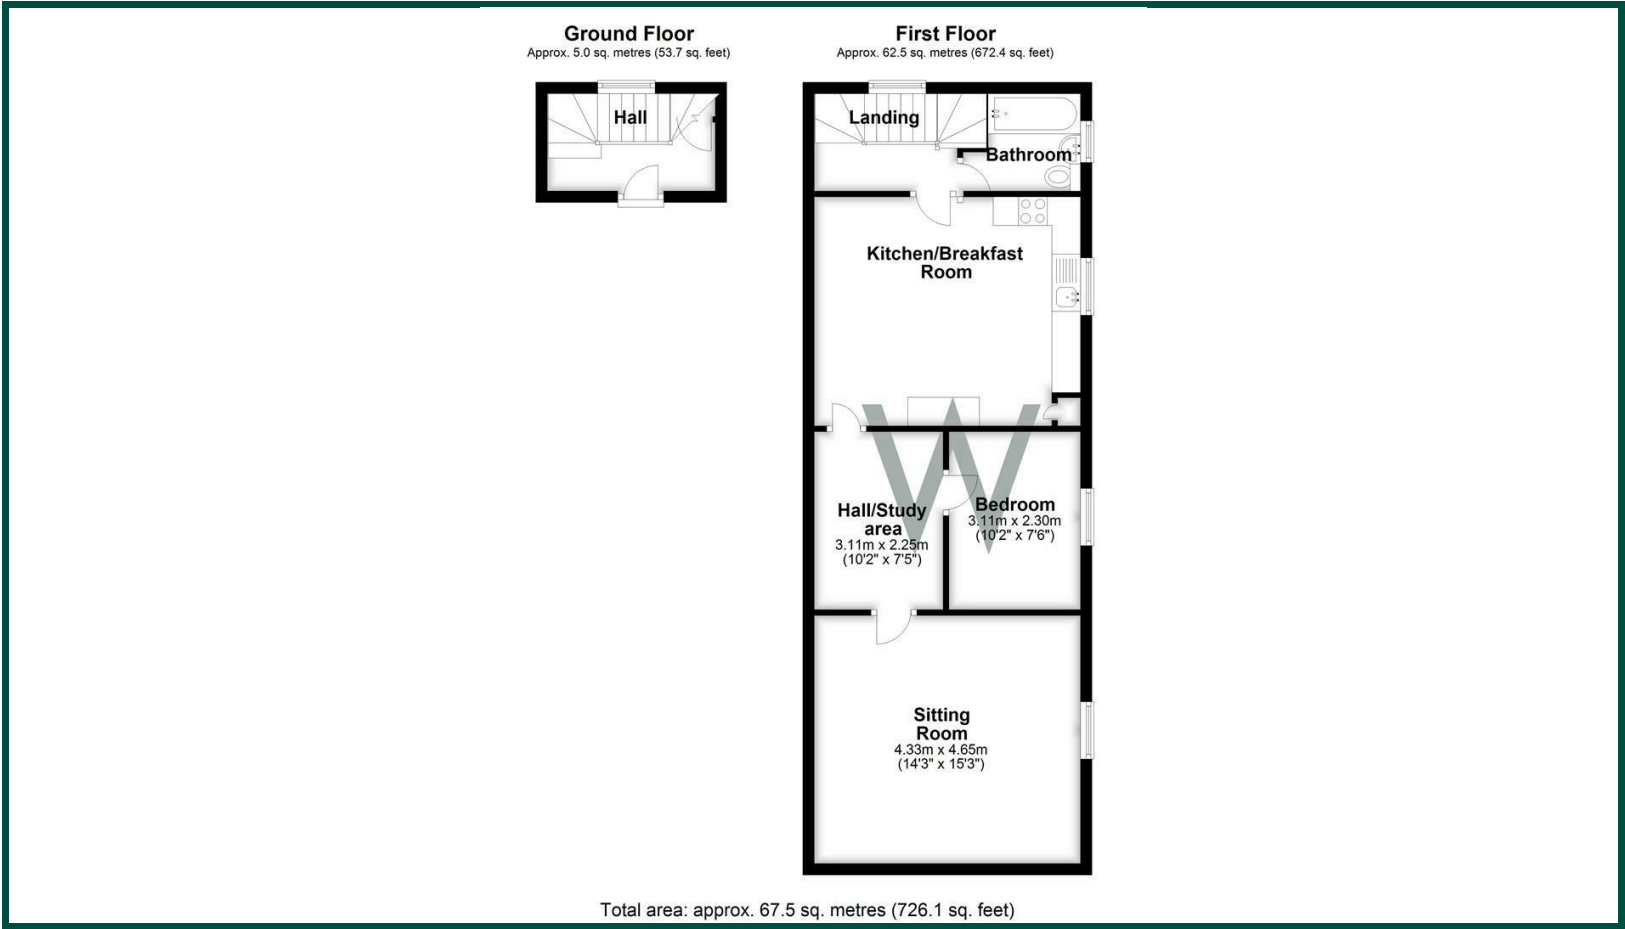 Ground Floor
Approx. 5.0 sq. metres (53.7 sq. feet)
Hall
First Floor
Approx. 62.5 sq. metres (672.4 sq. feet)
Landing
Bathroom
Kitchen/Breakfast
Room
W
Hall/Study
area
3.11m x 2.25m
(10'2" x 7'5")
Bedroom
3.11m x 2.30m
(10'2" x 7'6")
Sitting
Room
4.33m x 4.65m
(14'3" x 15'3")
Total area: approx. 67.5 sq. metres (726.1 sq. feet)